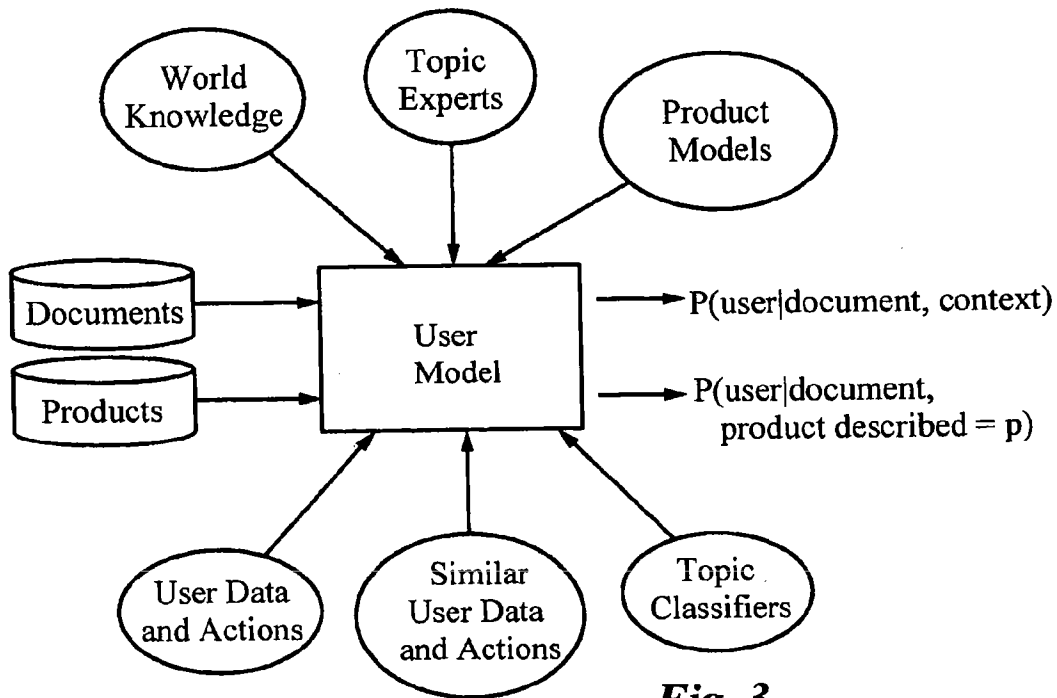 World
Knowledge
Topic
Experts
Product
Models
Documents
Products
User
Model
P(user|document, context)
P(user|document,
product described = p)
User Data
and Actions
Similar
User Data
and Actions
Topic
Classifiers
Fig. 3